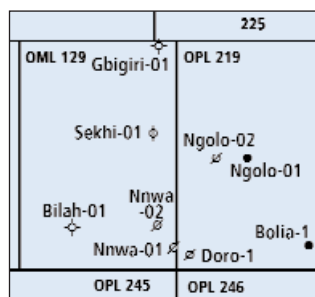 225
OML 129
OPL 219
Gbigiri-01
Sekhi-01
Ngolo-02
Ngolo-01
Nnwa
-02
Bilah-01
Bolia-1
Nnwa-01
Doro-1
OPL 245
OPL 246